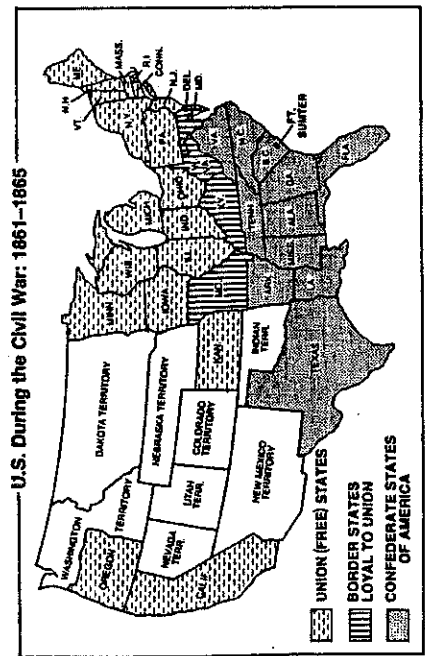 U.S. During the Civil War: 1861–1865
WASHINGTON
TERRITORY
OREGON
CALIF.
NEVADA
TERR.
UTAH
TERR.
DAKOTA TERRITORY
NEBRASKA TERRITORY
COLORADO
TERRITORY
NEW MEXICO
TERRITORY
KAN.
INDIAN
TERR.
TEXAS
MINN.
IOWA
MO.
ARK.
LA.
WIS.
ILL.
MICH.
IND.
OHIO
KY.
TENN.
MISS.
ALA.
GA.
FLA.
S.C.
N.C.
VA.
W.
VA.
PA.
N.Y.
ME.
VT.
N.H.
MASS.
R.I.
CONN.
N.J.
DEL.
MD.
FT.
SUMTER
UNION (FREE) STATES
BORDER STATES
LOYAL TO UNION
CONFEDERATE STATES
OF AMERICA